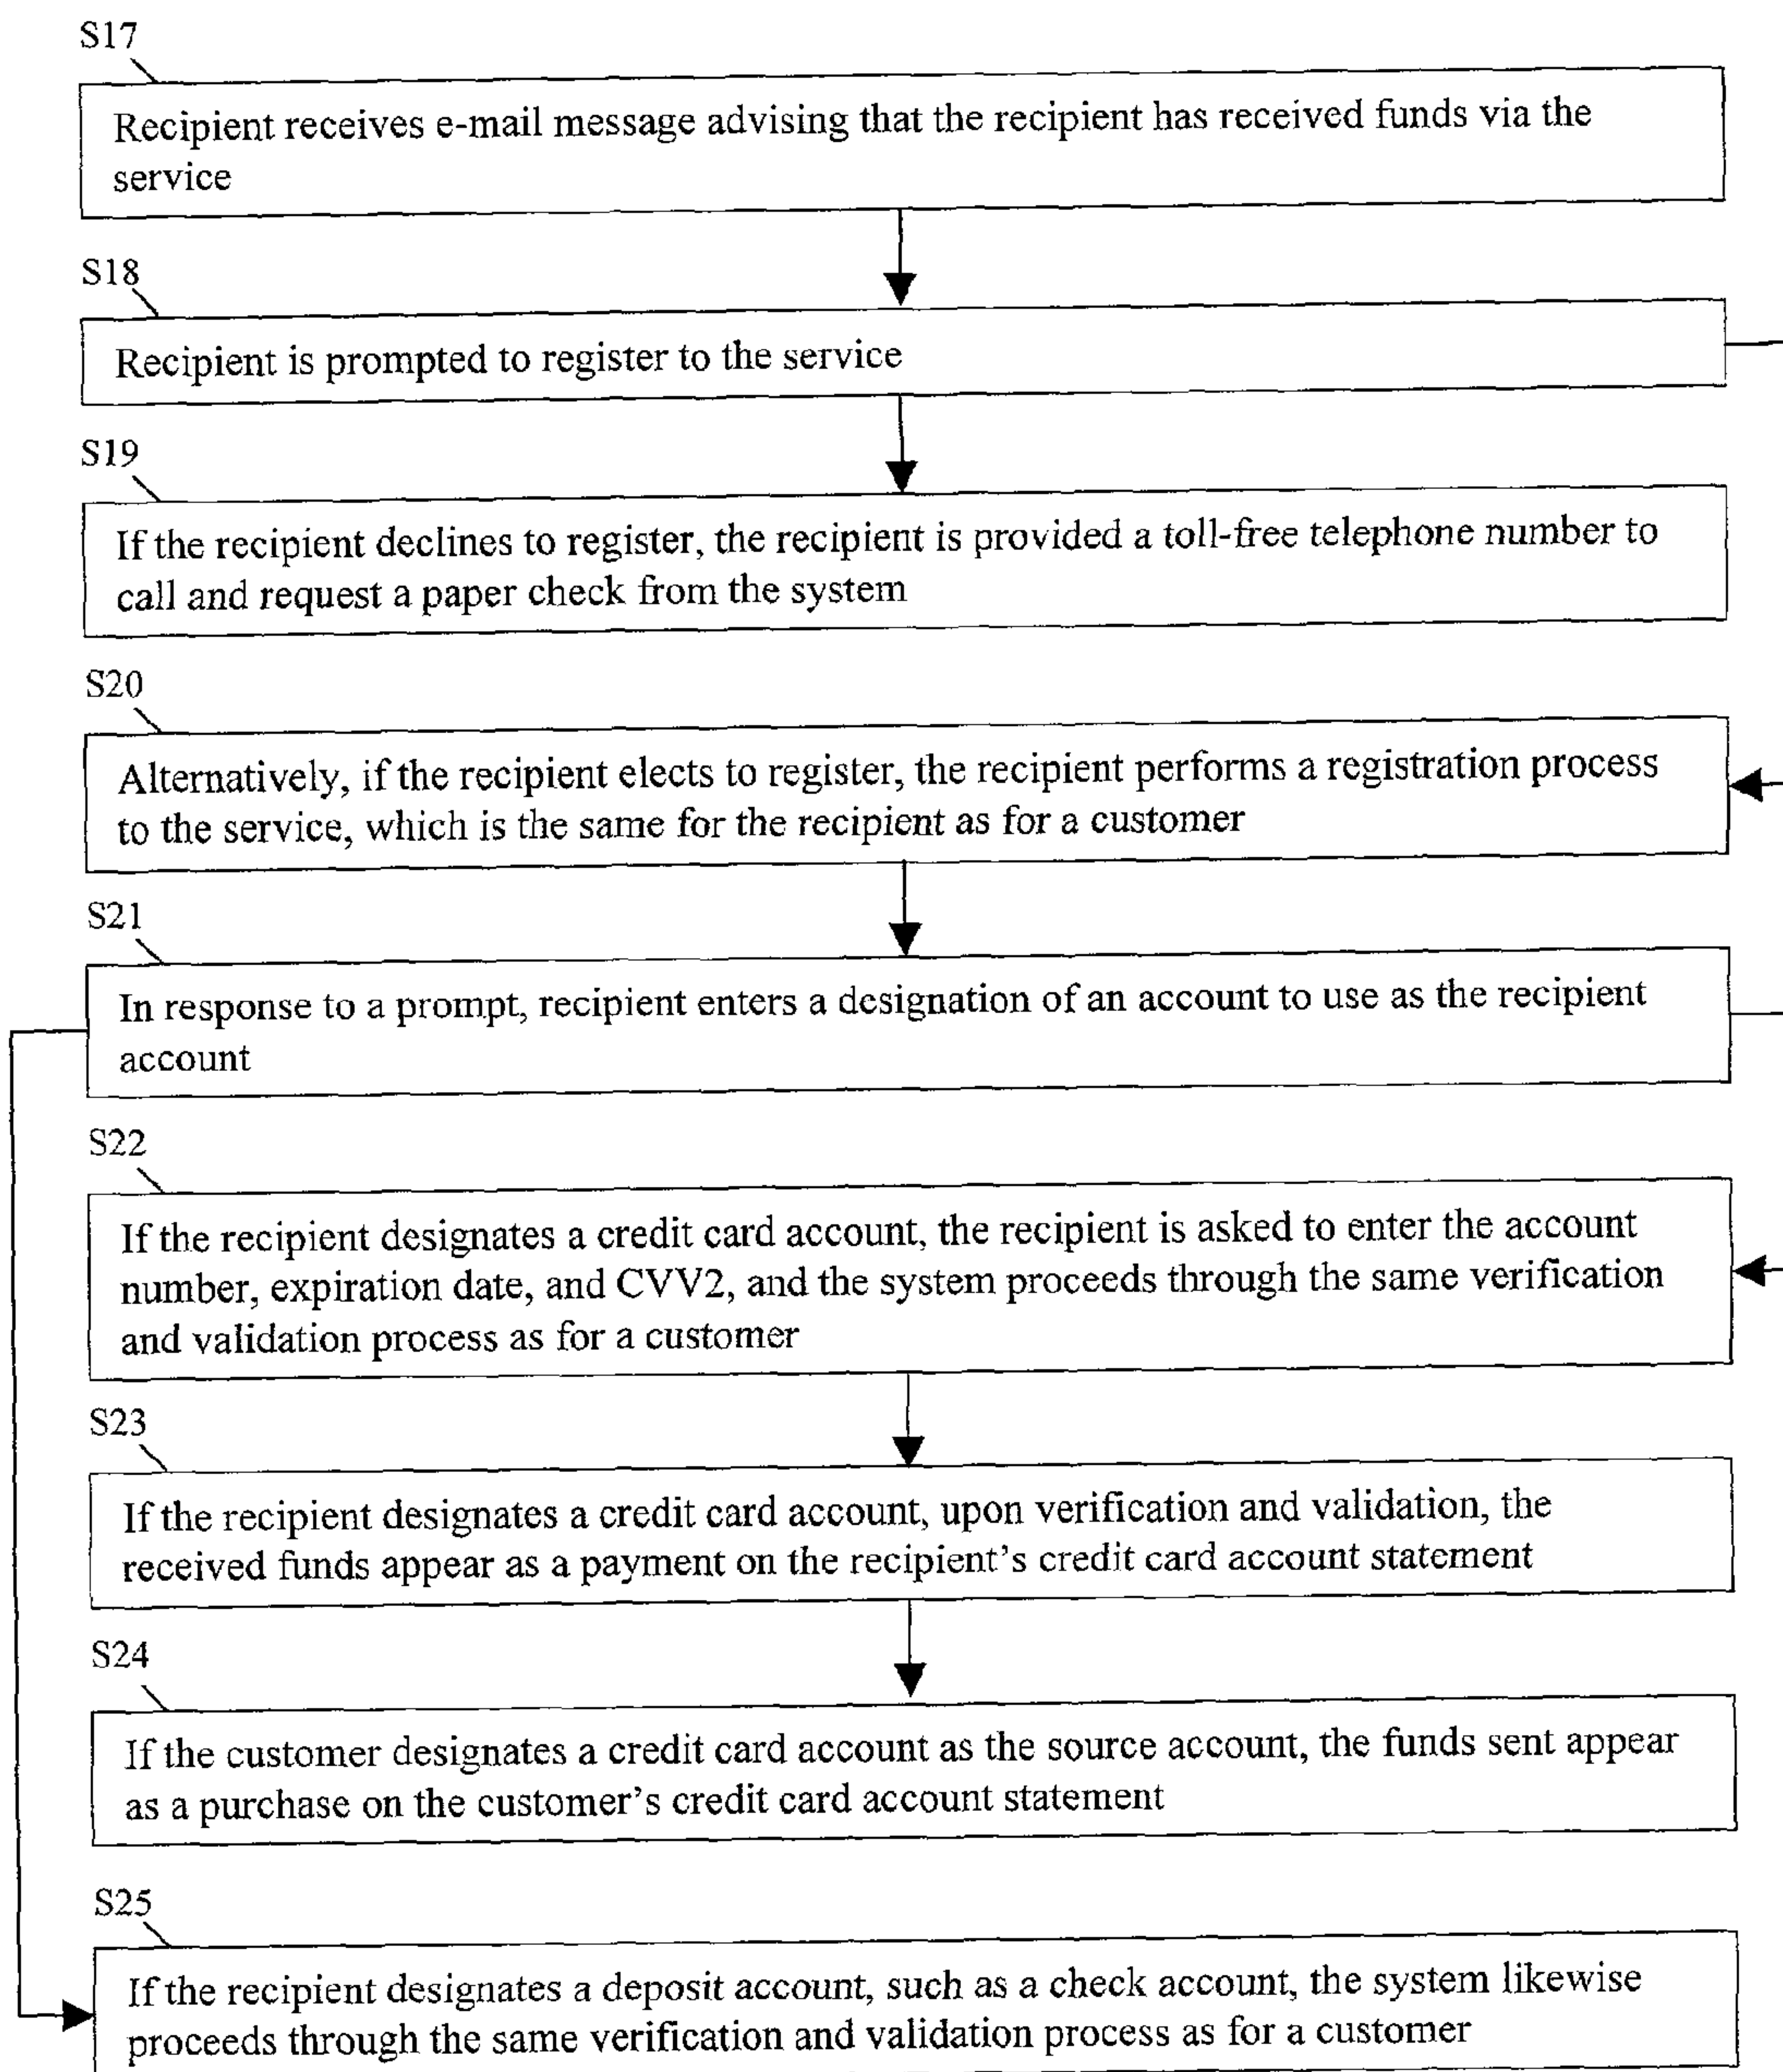 S17
Recipient receives e-mail message advising that the recipient has received funds via the
service
S18
Recipient is prompted to register to the service
S19
If the recipient declines to register, the recipient is provided a toll-free telephone number to
call and request a paper check from the system
S20
Alternatively, if the recipient elects to register, the recipient performs a registration process
to the service, which is the same for the recipient as for a customer
S21
In response to a prompt, recipient enters a designation of an account to use as the recipient
account
S22
If the recipient designates a credit card account, the recipient is asked to enter the account
number, expiration date, and CVV2, and the system proceeds through the same verification
and validation process as for a customer
S23
If the recipient designates a credit card account, upon verification and validation, the
received funds appear as a payment on the recipient's credit card account statement
S24
If the customer designates a credit card account as the source account, the funds sent appear
as a purchase on the customer's credit card account statement
S25
If the recipient designates a deposit account, such as a check account, the system likewise
proceeds through the same verification and validation process as for a customer